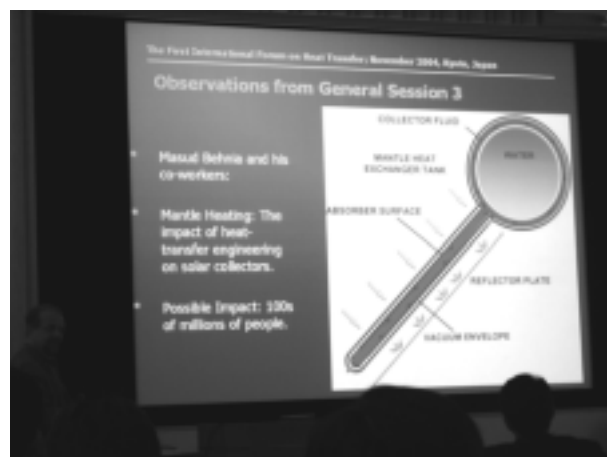 The First International Forum on Heat Transfer; November 2004, Kyoto, Japan
Observations from General Session 3
• Masud Behnia and his
co-workers:
• Mantle Heating: The
impact of heat-
transfer engineering
on solar collectors.
• Possible Impact: 100s
of millions of people.
COLLECTOR FLUID
WATER
MANTLE HEAT
EXCHANGER TANK
ABSORBER SURFACE
REFLECTOR PLATE
VACUUM ENVELOPE